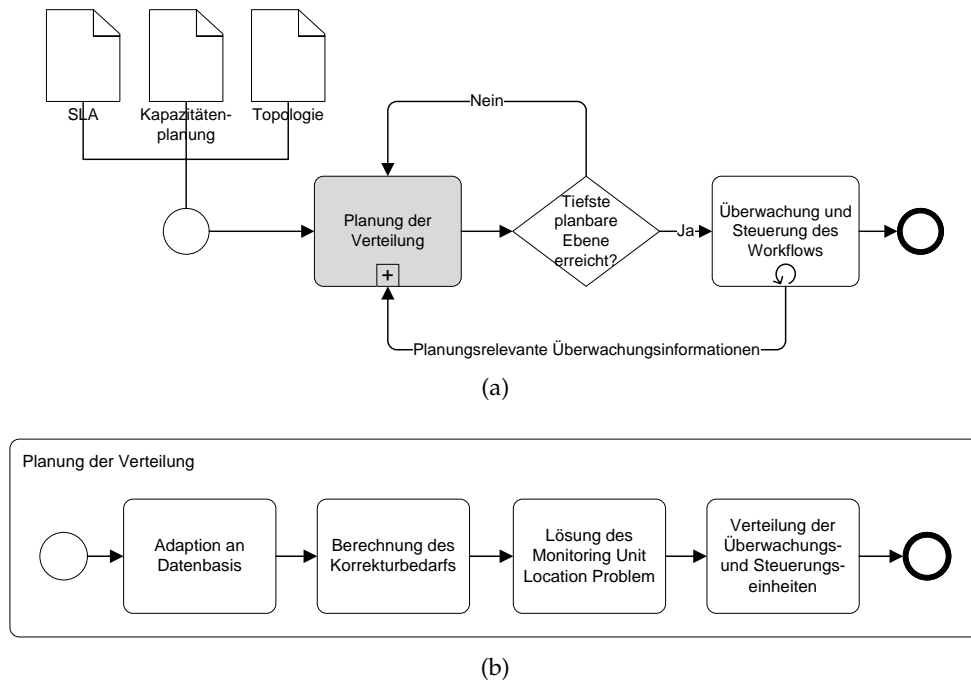 SLA
Kapazitäten-
planung
Topologie
Nein
Planung der
Verteilung
+
Tiefste
planbare
Ebene
erreicht?
Ja
Überwachung und
Steuerung des
Workflows
Planungsrelevante Überwachungsinformationen
(a)
Planung der Verteilung
Adaption an
Datenbasis
Berechnung des
Korrekturbedarfs
Lösung des
Monitoring Unit
Location Problem
Verteilung der
Überwachungs-
und Steuerungs-
einheiten
(b)